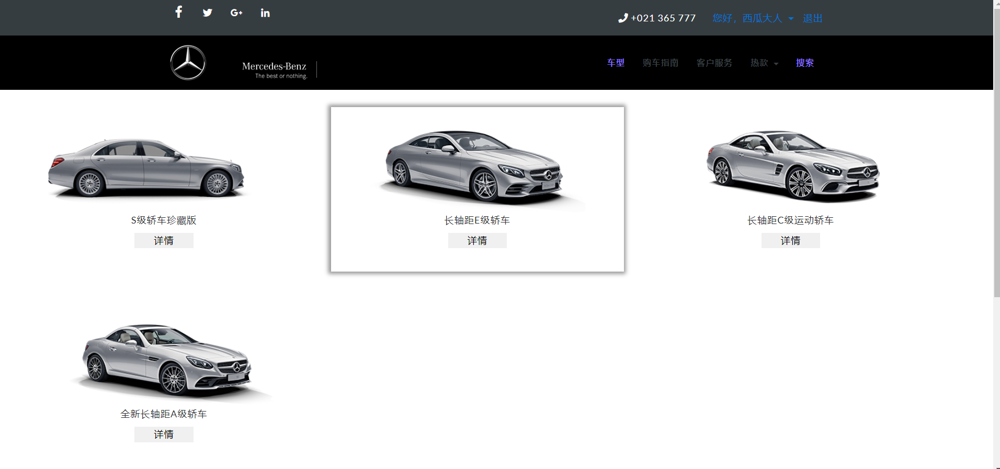 +021 365 777 您好，西瓜大人 退出
Mercedes-Benz
The best or nothing.
车型 购车指南 客户服务 热款 搜索
S级轿车珍藏版
详情
长轴距E级轿车
详情
长轴距C级运动轿车
详情
全新长轴距A级轿车
详情